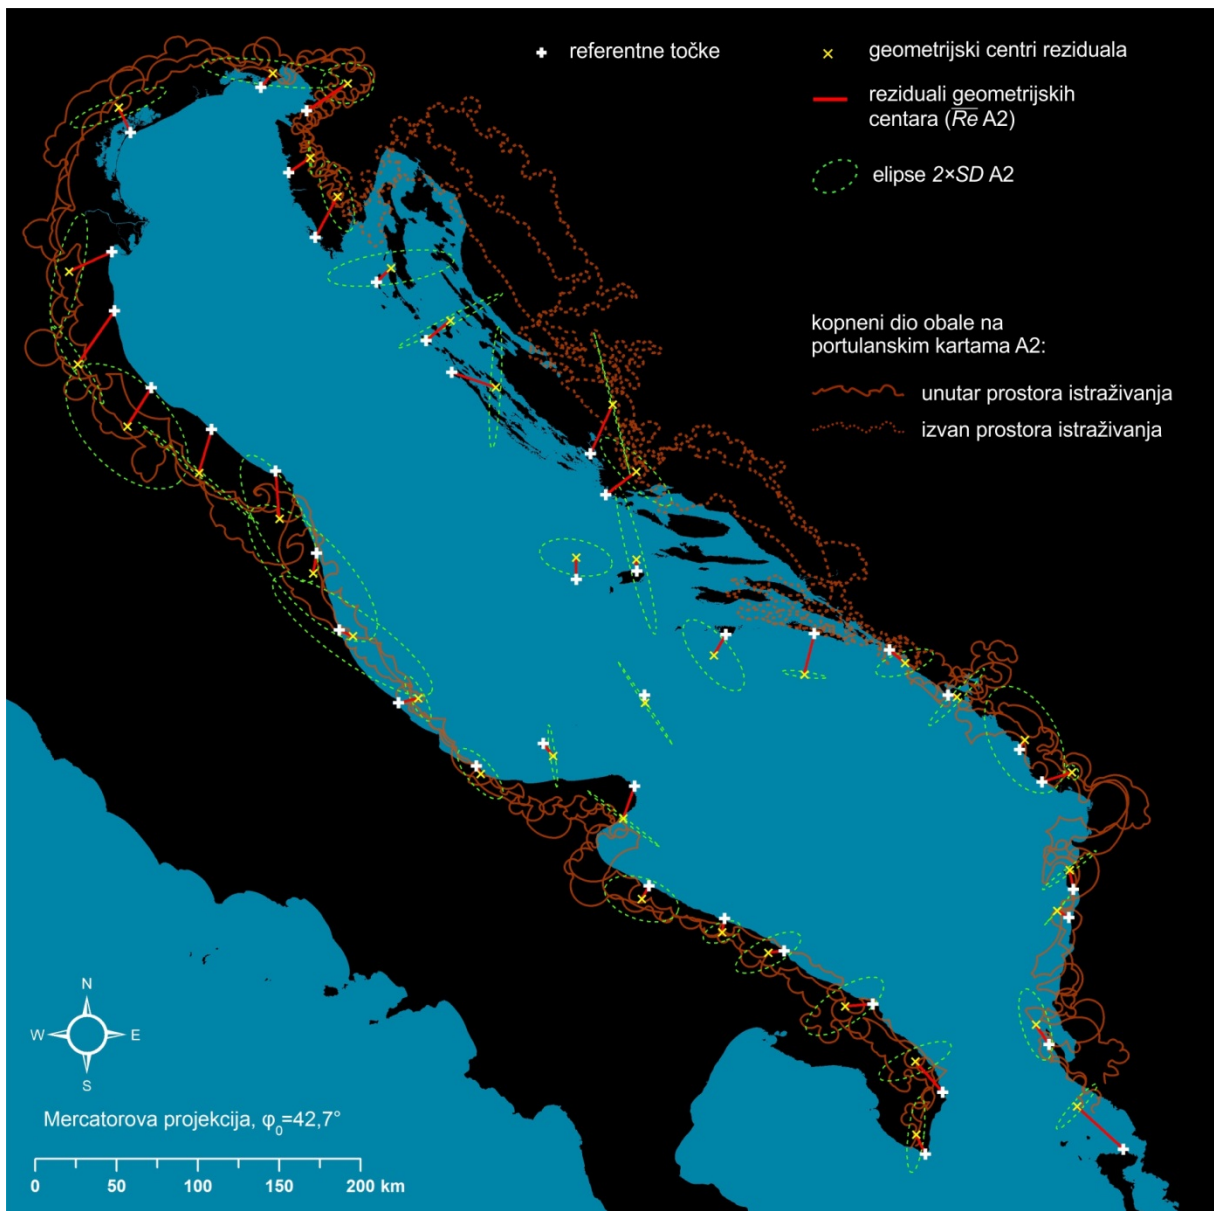 referentne točke
geometrijski centri reziduala
reziduali geometrijskih
centara (R̅e̅ A2)
elipse 2×SD A2
kopneni dio obale na
portulanskim kartama A2:
unutar prostora istraživanja
izvan prostora istraživanja
N
W E
S
Mercatorova projekcija, φ₀=42,7°
0 50 100 150 200 km